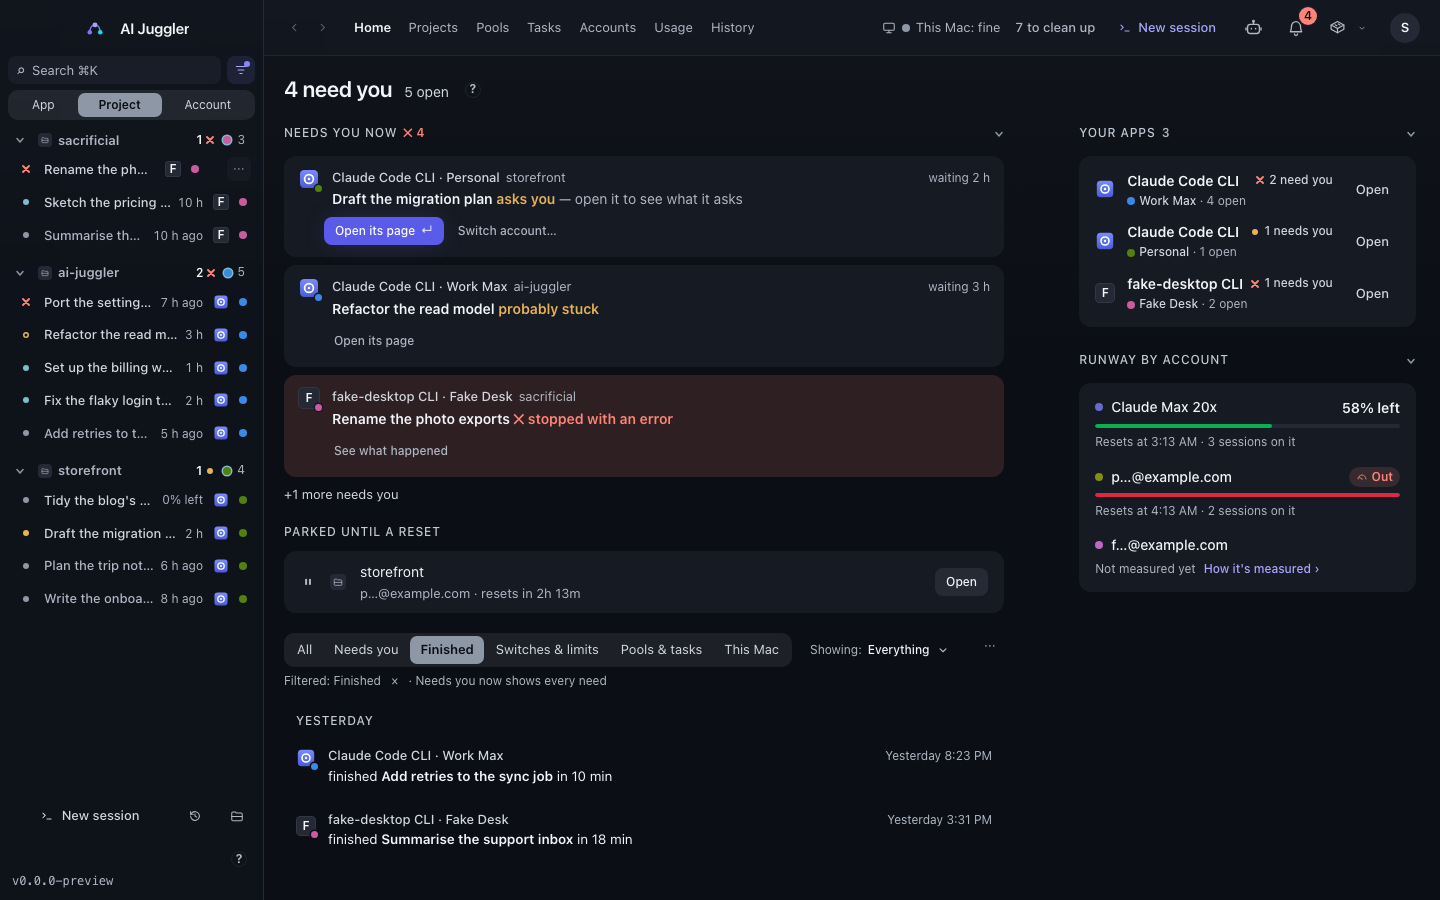 AI Juggler
Search ⌘K
App Project Account
sacrificial 1 3
Rename the ph... F ...
Sketch the pricing ... 10 h F
Summarise th... 10 h ago F
ai-juggler 2 5
Port the setting... 7 h ago
Refactor the read m... 3 h
Set up the billing w... 1 h
Fix the flaky login t... 2 h
Add retries to t... 5 h ago
storefront 1 4
Tidy the blog's ... 0% left
Draft the migration ... 2 h
Plan the trip not... 6 h ago
Write the onboa... 8 h ago
New session
?
v0.0.0-preview
Home Projects Pools Tasks Accounts Usage History
This Mac: fine 7 to clean up New session 4 S
4 need you 5 open ?
NEEDS YOU NOW 4
Claude Code CLI · Personal storefront waiting 2 h
Draft the migration plan asks you — open it to see what it asks
Open its page ↵ Switch account...
Claude Code CLI · Work Max ai-juggler waiting 3 h
Refactor the read model probably stuck
Open its page
F fake-desktop CLI · Fake Desk sacrificial
Rename the photo exports stopped with an error
See what happened
+1 more needs you
PARKED UNTIL A RESET
storefront
p...@example.com · resets in 2h 13m
Open
All Needs you Finished Switches & limits Pools & tasks This Mac Showing: Everything ...
Filtered: Finished × · Needs you now shows every need
YESTERDAY
Claude Code CLI · Work Max Yesterday 8:23 PM
finished Add retries to the sync job in 10 min
F fake-desktop CLI · Fake Desk Yesterday 3:31 PM
finished Summarise the support inbox in 18 min
YOUR APPS 3
Claude Code CLI 2 need you
Work Max · 4 open
Open
Claude Code CLI 1 needs you
Personal · 1 open
Open
F fake-desktop CLI 1 needs you
Fake Desk · 2 open
Open
RUNWAY BY ACCOUNT
Claude Max 20x 58% left
Resets at 3:13 AM · 3 sessions on it
p...@example.com Out
Resets at 4:13 AM · 2 sessions on it
f...@example.com
Not measured yet How it's measured ›